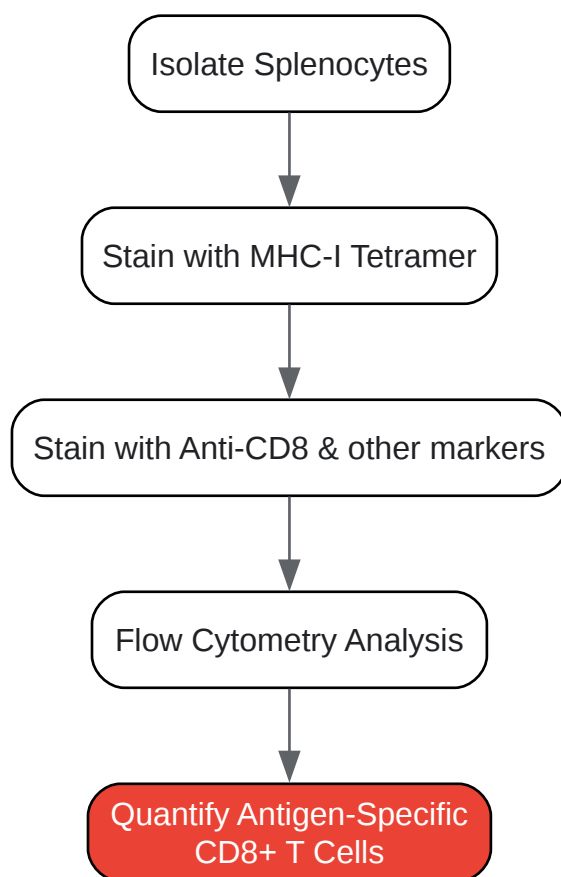 Isolate Splenocytes
Stain with MHC-I Tetramer
Stain with Anti-CD8 & other markers
Flow Cytometry Analysis
Quantify Antigen-Specific
CD8+ T Cells